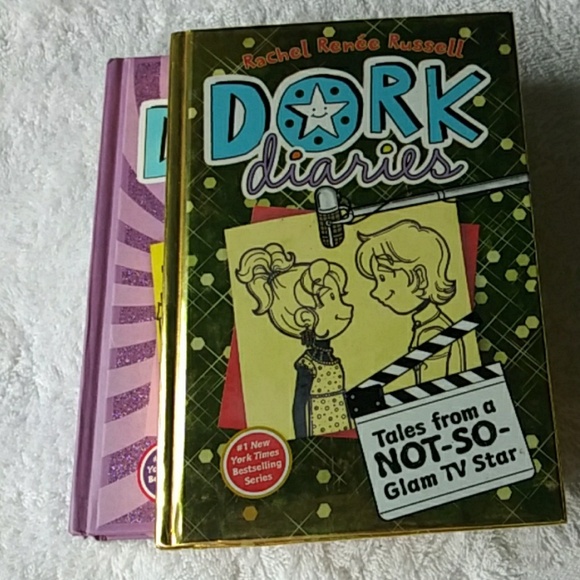 Rachel Renée Russell
DORK
diaries
Tales from a
NOT-SO-
Glam TV Star
#1 New
York Times
Bestselling
Series
D